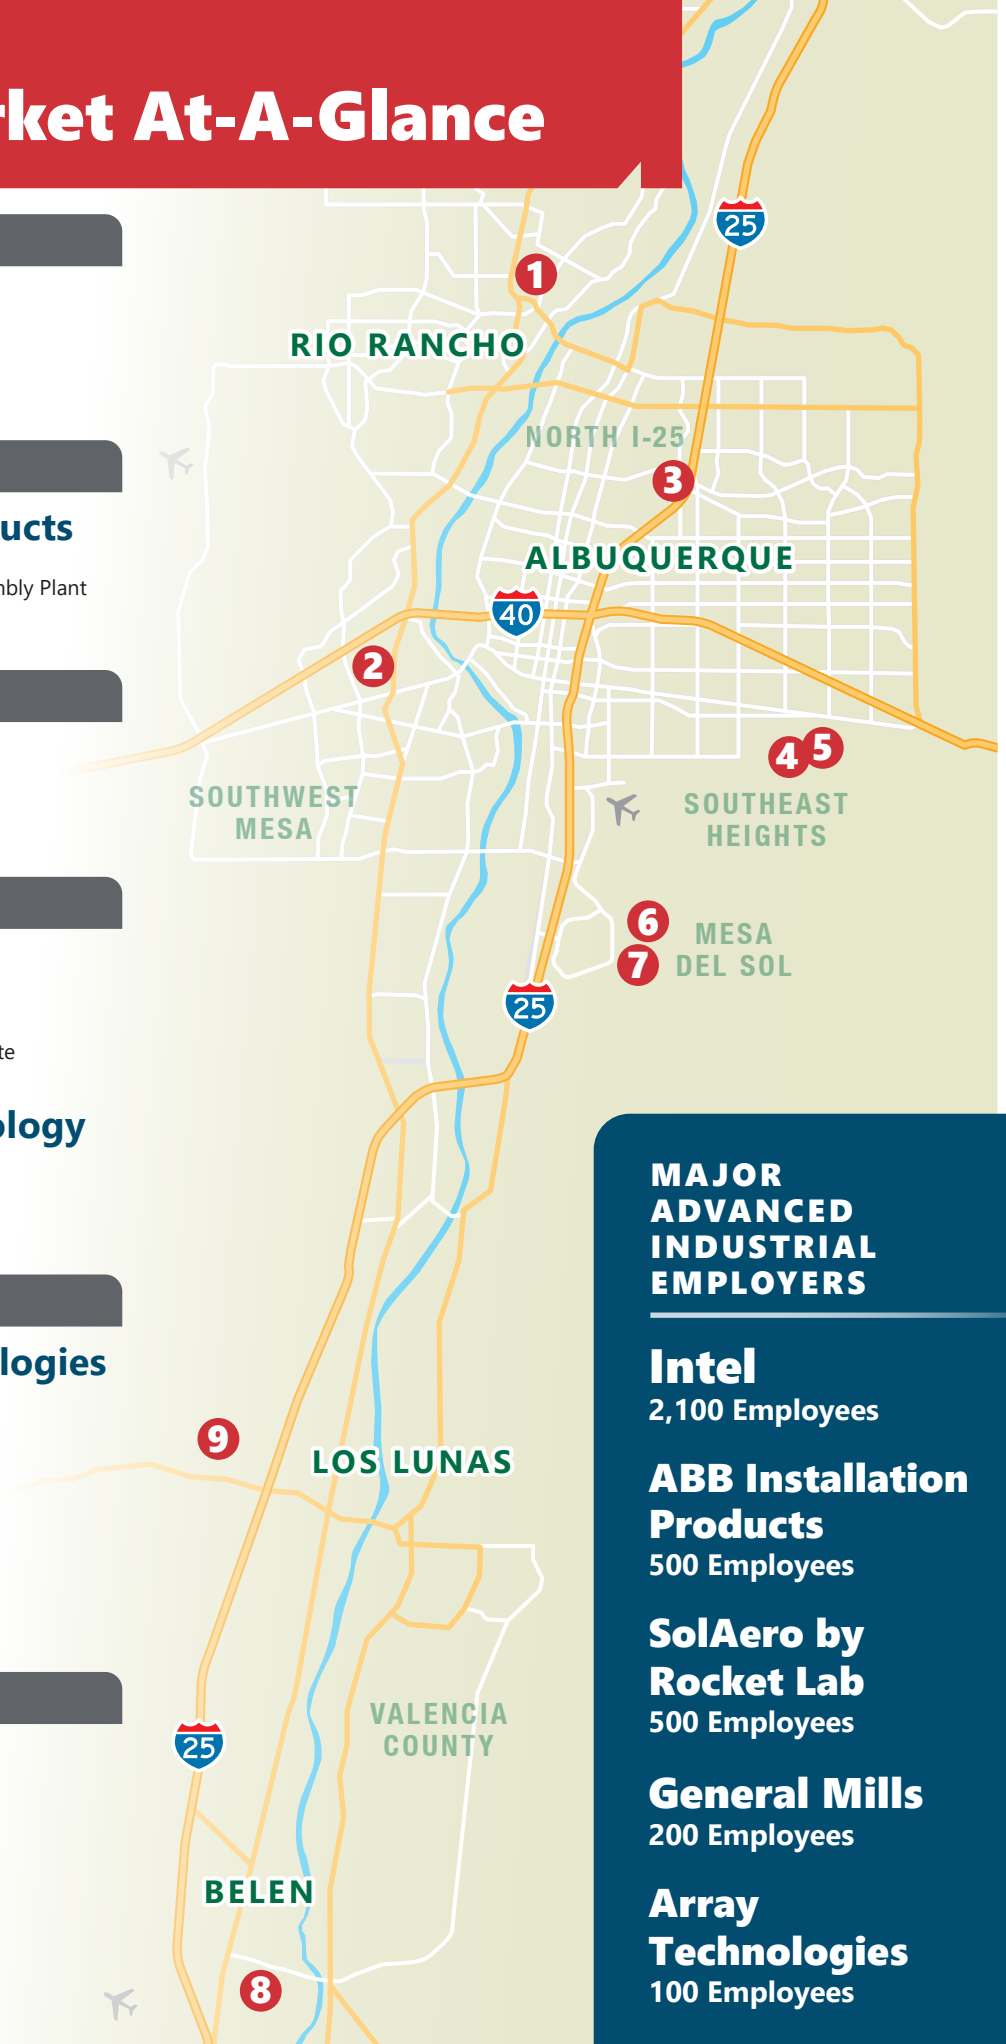 rket At-A-Glance
ucts
mbly Plant
te
ology
logies
25
1
RIO RANCHO
NORTH I-25
3
ALBUQUERQUE
40
2
4
5
SOUTHWEST
MESA
SOUTHEAST
HEIGHTS
6
MESA
DEL SOL
7
25
9
LOS LUNAS
VALENCIA
COUNTY
25
BELEN
8
MAJOR
ADVANCED
INDUSTRIAL
EMPLOYERS
Intel
2,100 Employees
ABB Installation
Products
500 Employees
SolAero by
Rocket Lab
500 Employees
General Mills
200 Employees
Array
Technologies
100 Employees